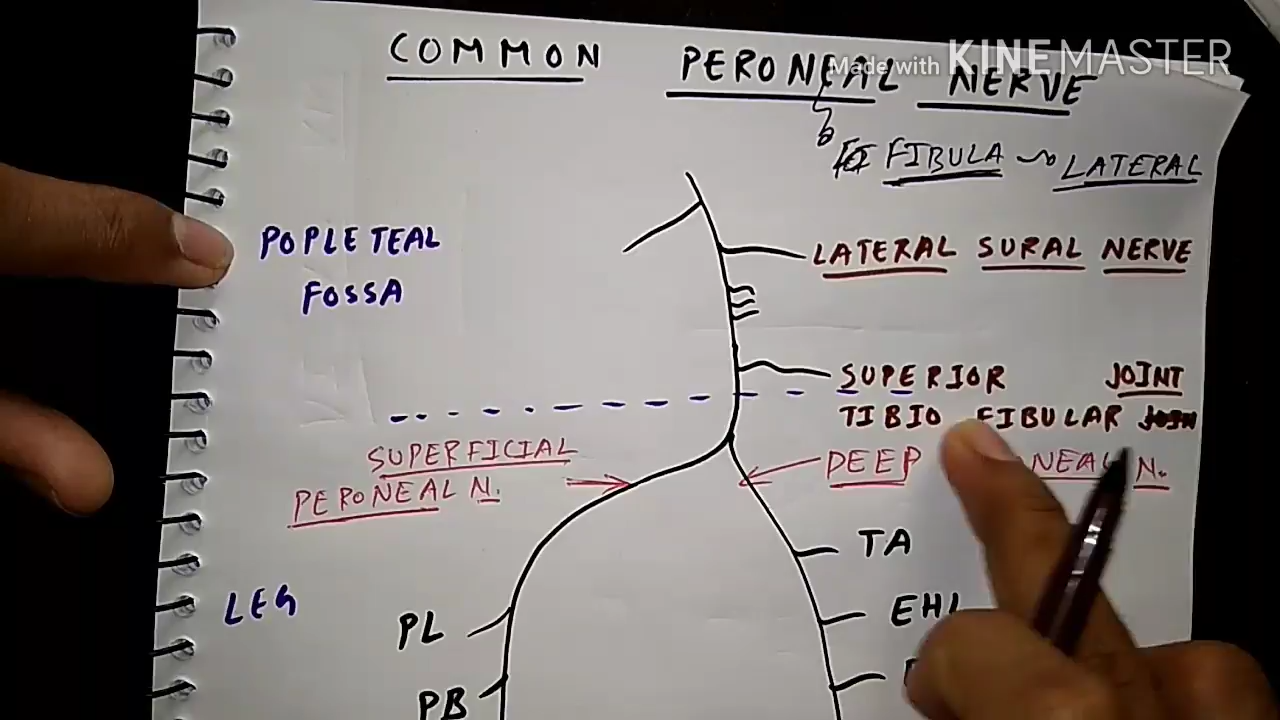 COMMON PERONEAL NERVE
Made with KINEMASTER
FIBULA LATERAL
POPLETEAL
FOSSA
LATERAL SURAL NERVE
SUPERIOR JOINT
TIBIO FIBULAR
SUPERFICIAL
PERONEAL N.
DEEP N.
TA
LEG
PL
PB